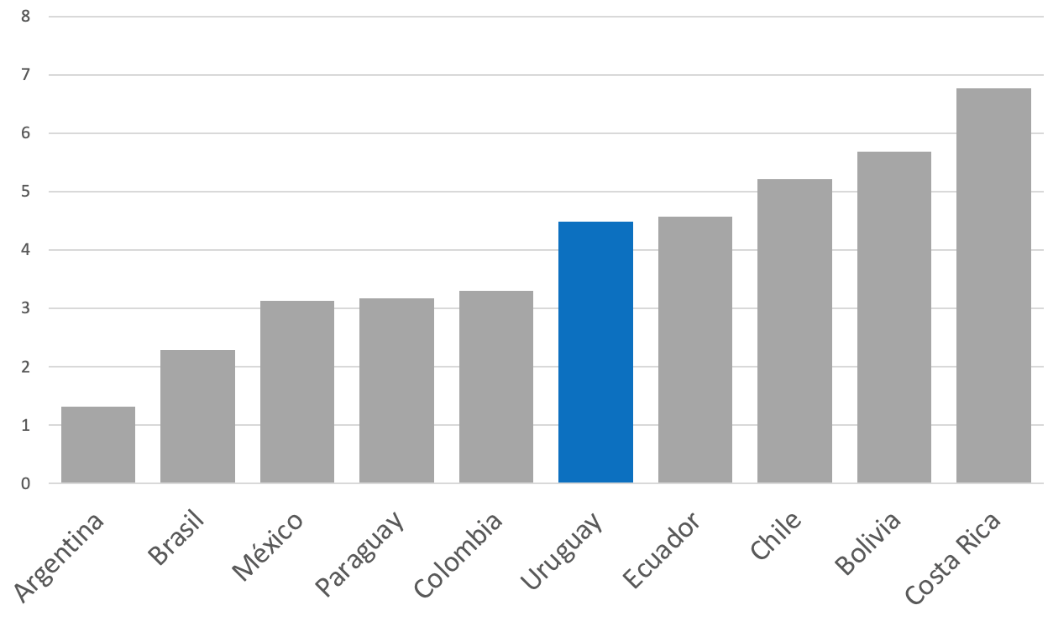 8
7
6
5
4
3
2
1
0
Argentina
Brasil
México
Paraguay
Colombia
Uruguay
Ecuador
Chile
Bolivia
Costa Rica